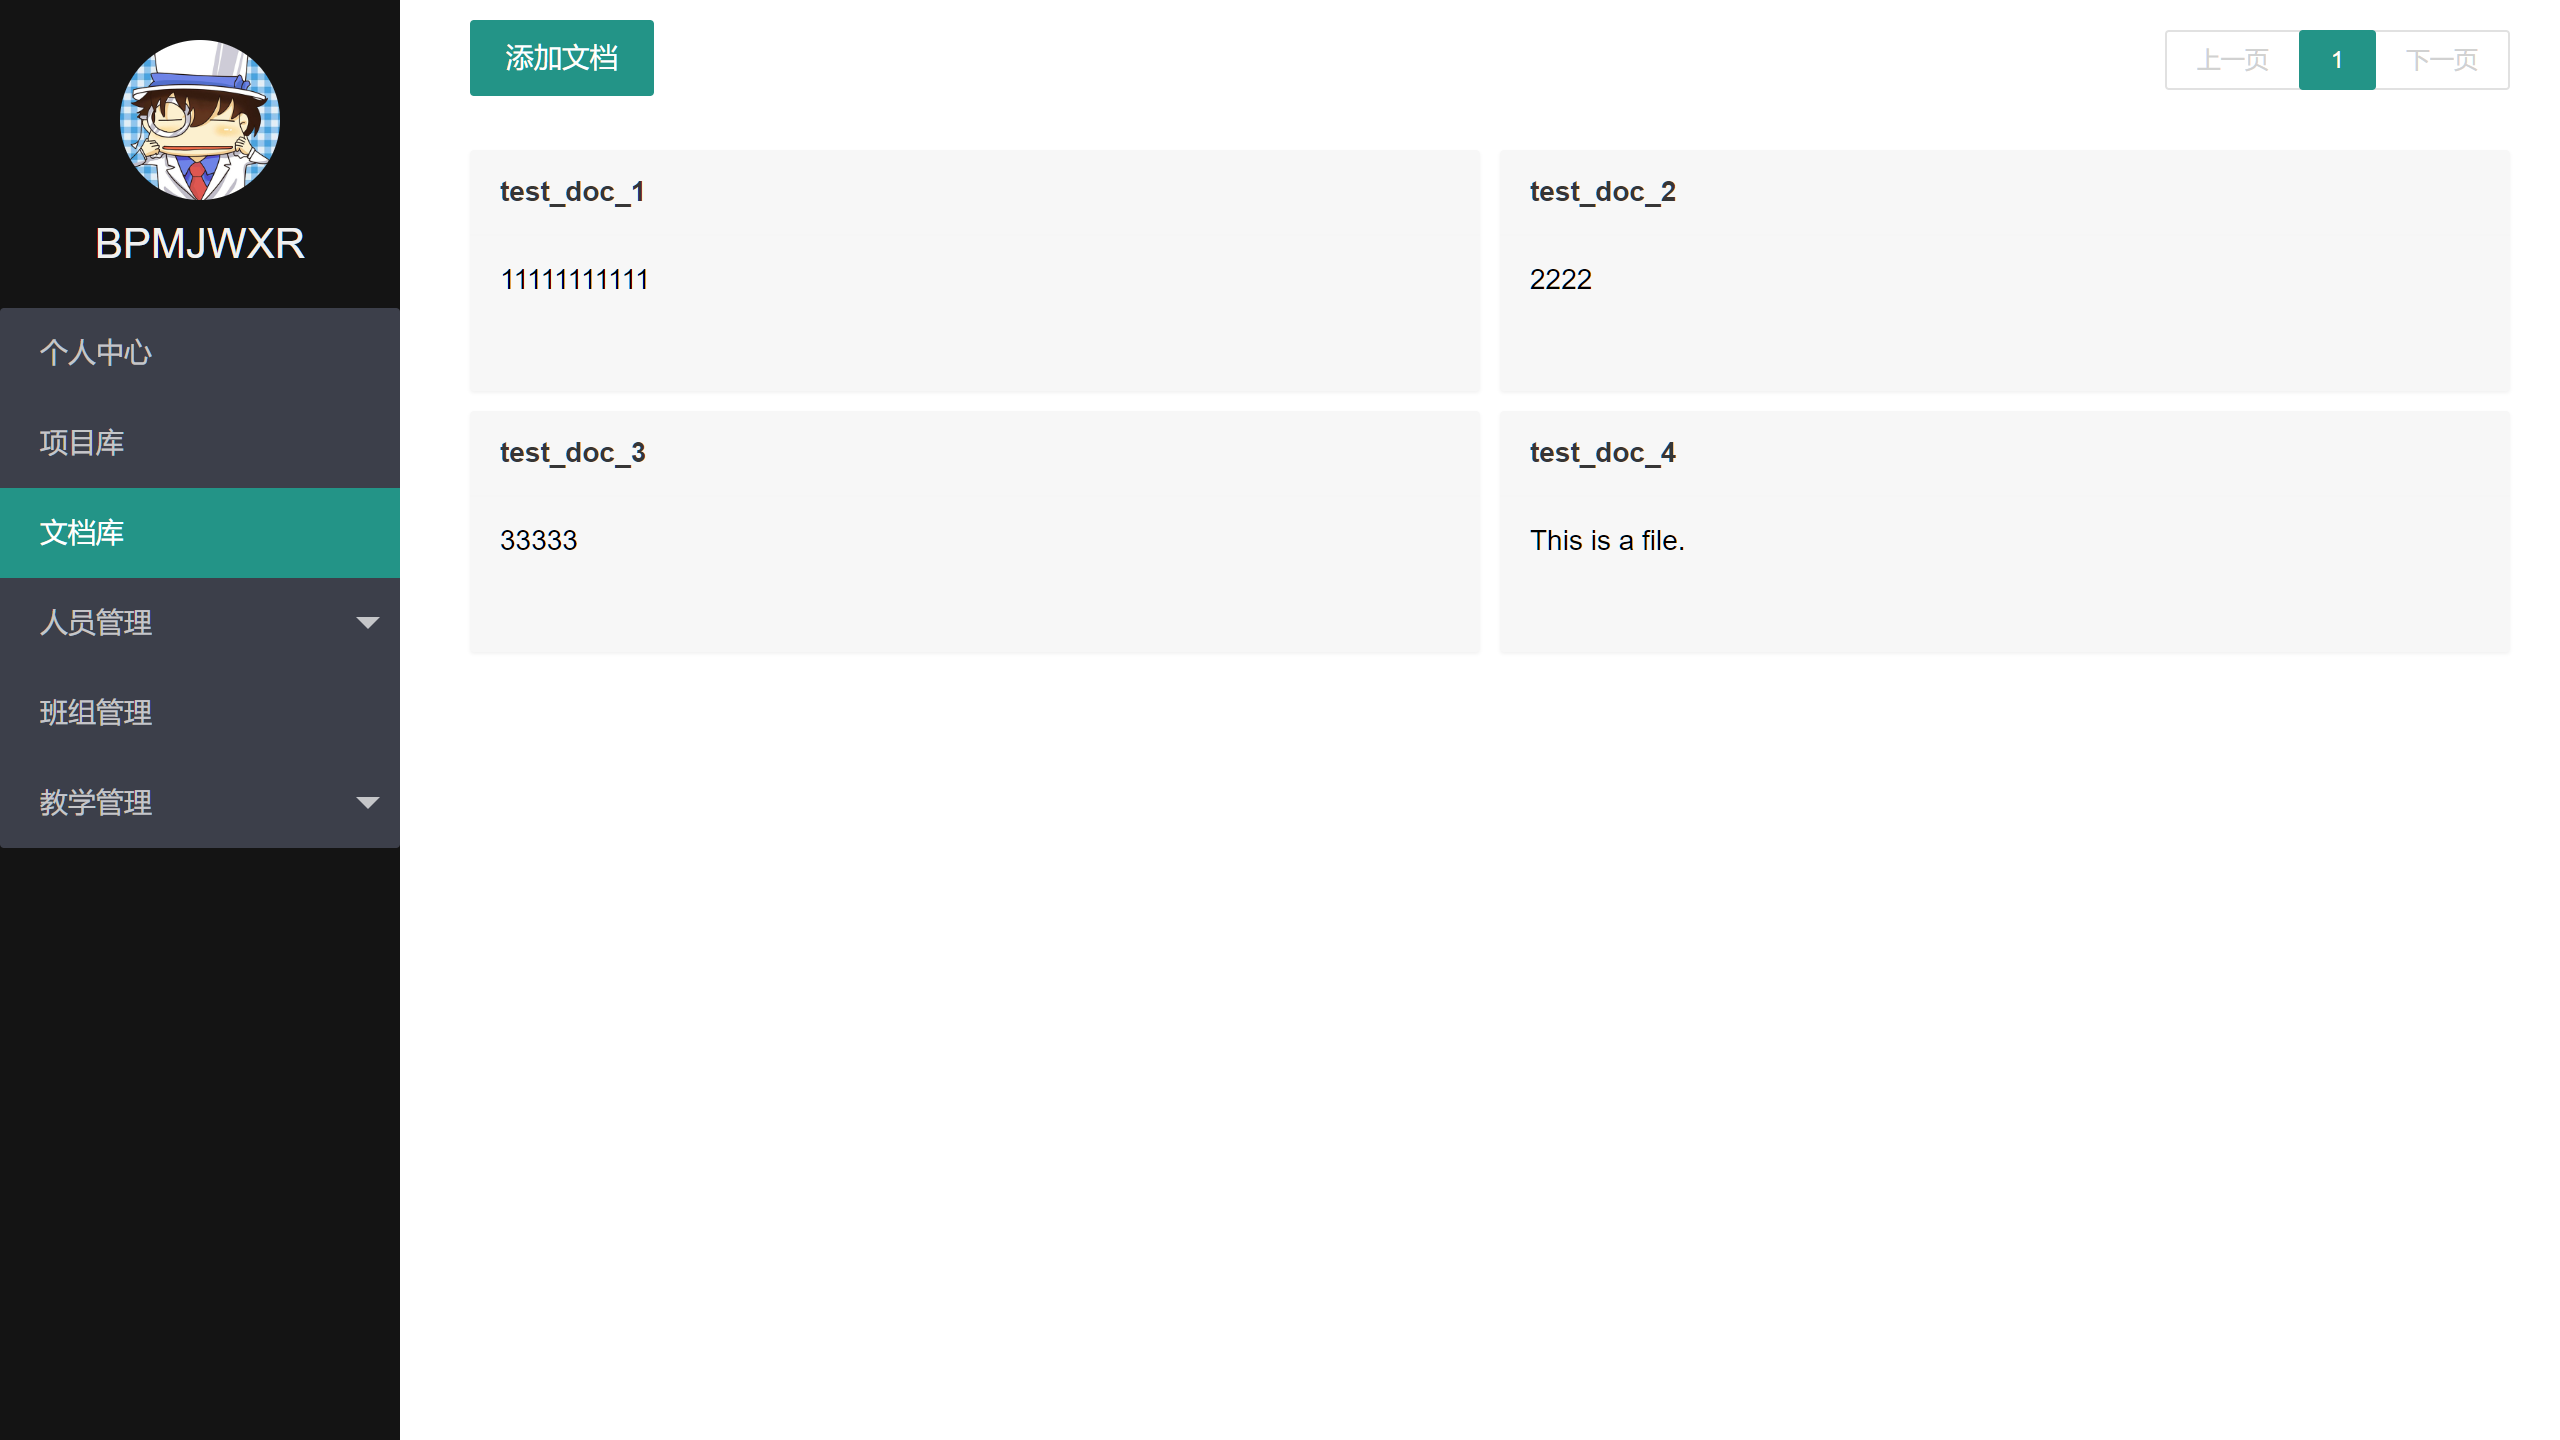 BPMJWXR
个人中心
项目库
文档库
人员管理
班组管理
教学管理
添加文档
上一页 1 下一页
test_doc_1
11111111111
test_doc_2
2222
test_doc_3
33333
test_doc_4
This is a file.